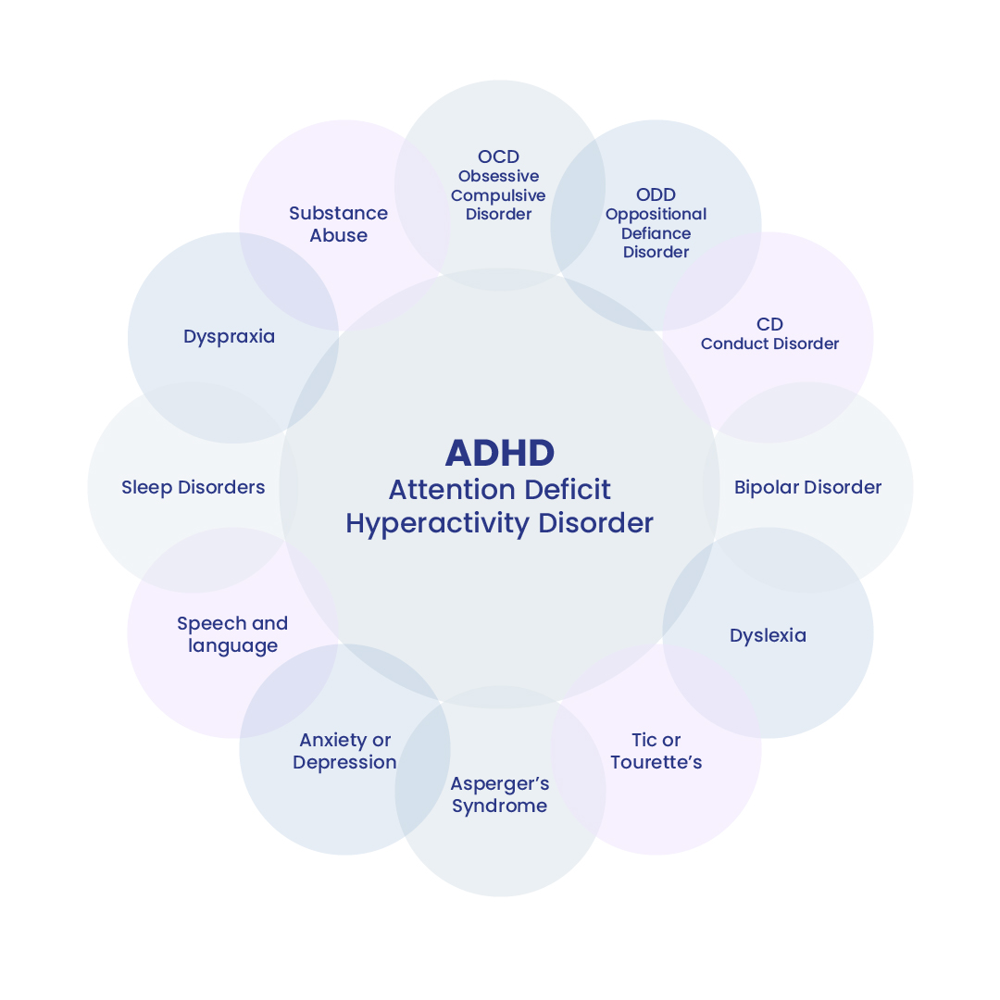 OCD
Obsessive
Compulsive
Disorder
ODD
Oppositional
Defiance
Disorder
Substance
Abuse
CD
Conduct Disorder
Dyspraxia
ADHD
Attention Deficit
Hyperactivity Disorder
Sleep Disorders
Bipolar Disorder
Speech and
language
Dyslexia
Anxiety or
Depression
Tic or
Tourette’s
Asperger’s
Syndrome